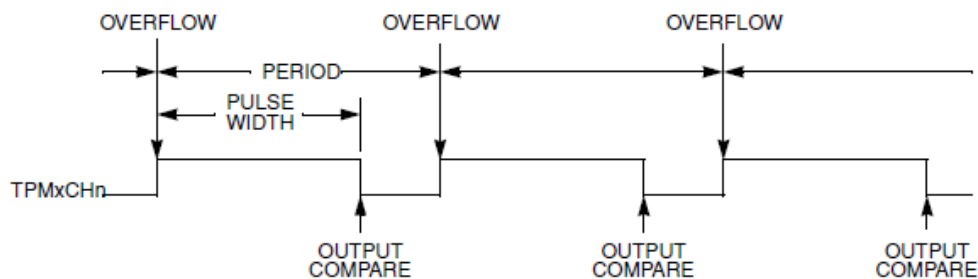 OVERFLOW OVERFLOW OVERFLOW
PERIOD
PULSE
WIDTH
TPMxCHn
OUTPUT
COMPARE
OUTPUT
COMPARE
OUTPUT
COMPARE